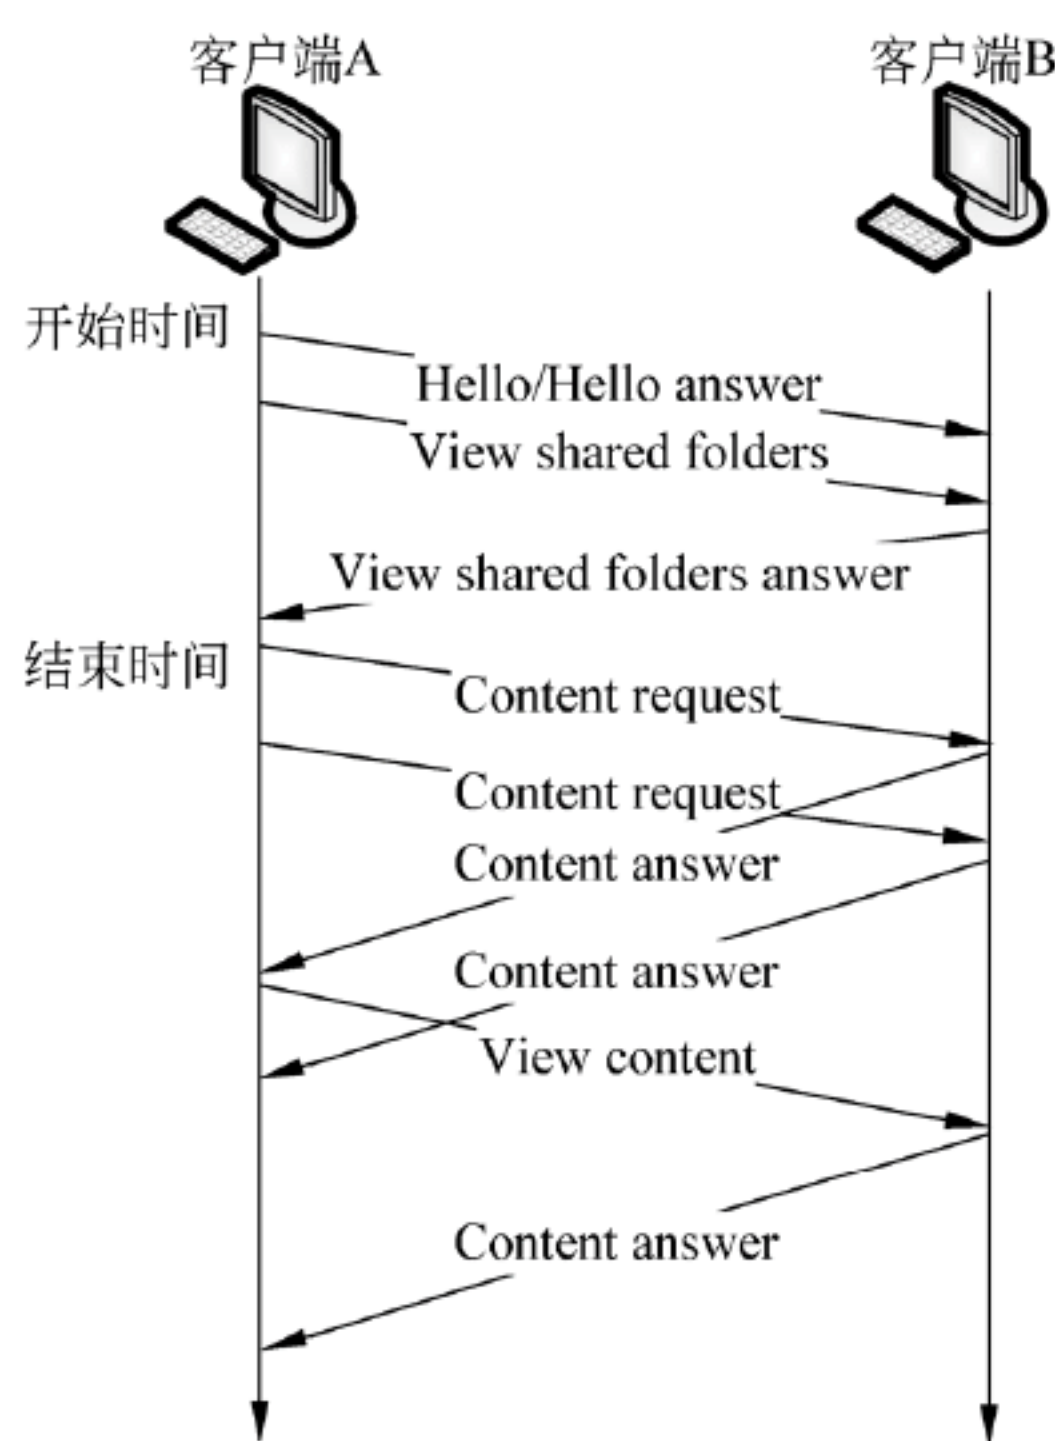 客户端A
客户端B
开始时间
Hello/Hello answer
View shared folders
View shared folders answer
结束时间
Content request
Content request
Content answer
Content answer
View content
Content answer